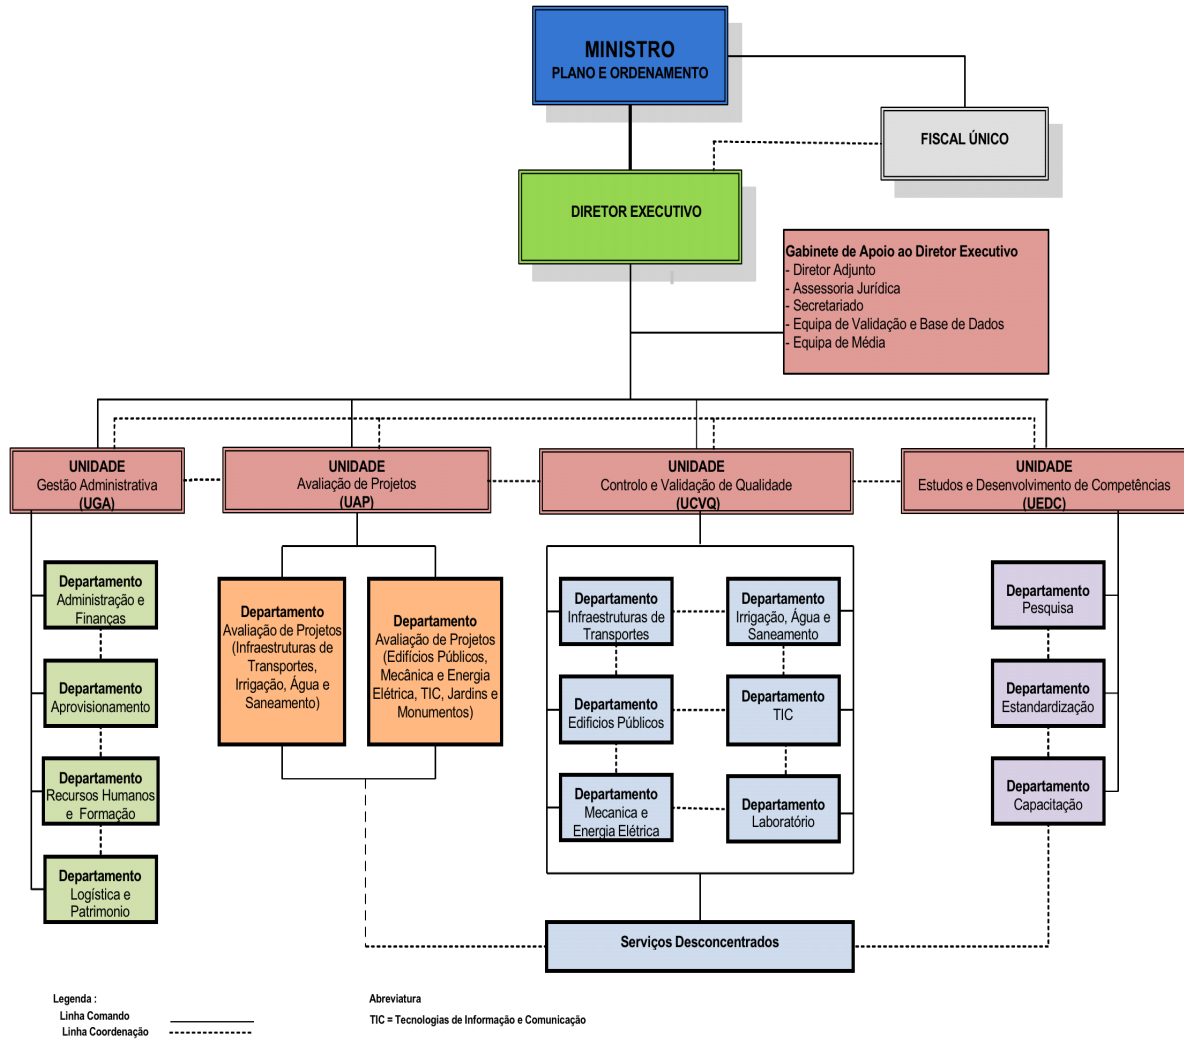 MINISTRO
PLANO E ORDENAMENTO
FISCAL ÚNICO
DIRETOR EXECUTIVO
Gabinete de Apoio ao Diretor Executivo
- Diretor Adjunto
- Assessoria Jurídica
- Secretariado
- Equipa de Validação e Base de Dados
- Equipa de Média
UNIDADE
Gestão Administrativa
(UGA)
UNIDADE
Avaliação de Projetos
(UAP)
UNIDADE
Controlo e Validação de Qualidade
(UCVQ)
UNIDADE
Estudos e Desenvolvimento de Competências
(UEDC)
Departamento
Administração e
Finanças
Departamento
Aprovisionamento
Departamento
Recursos Humanos
e Formação
Departamento
Logística e
Patrimonio
Departamento
Avaliação de Projetos
(Infraestruturas de
Transportes,
Irrigação, Água e
Saneamento)
Departamento
Avaliação de Projetos
(Edifícios Públicos,
Mecânica e Energia
Elétrica, TIC, Jardins e
Monumentos)
Departamento
Infraestruturas de
Transportes
Departamento
Irrigação, Água e
Saneamento
Departamento
Edificios Públicos
Departamento
TIC
Departamento
Mecanica e
Energia Elétrica
Departamento
Laboratório
Departamento
Pesquisa
Departamento
Estandardização
Departamento
Capacitação
Serviços Desconcentrados
Legenda :
Linha Comando
Linha Coordenação
Abreviatura
TIC = Tecnologias de Informação e Comunicação